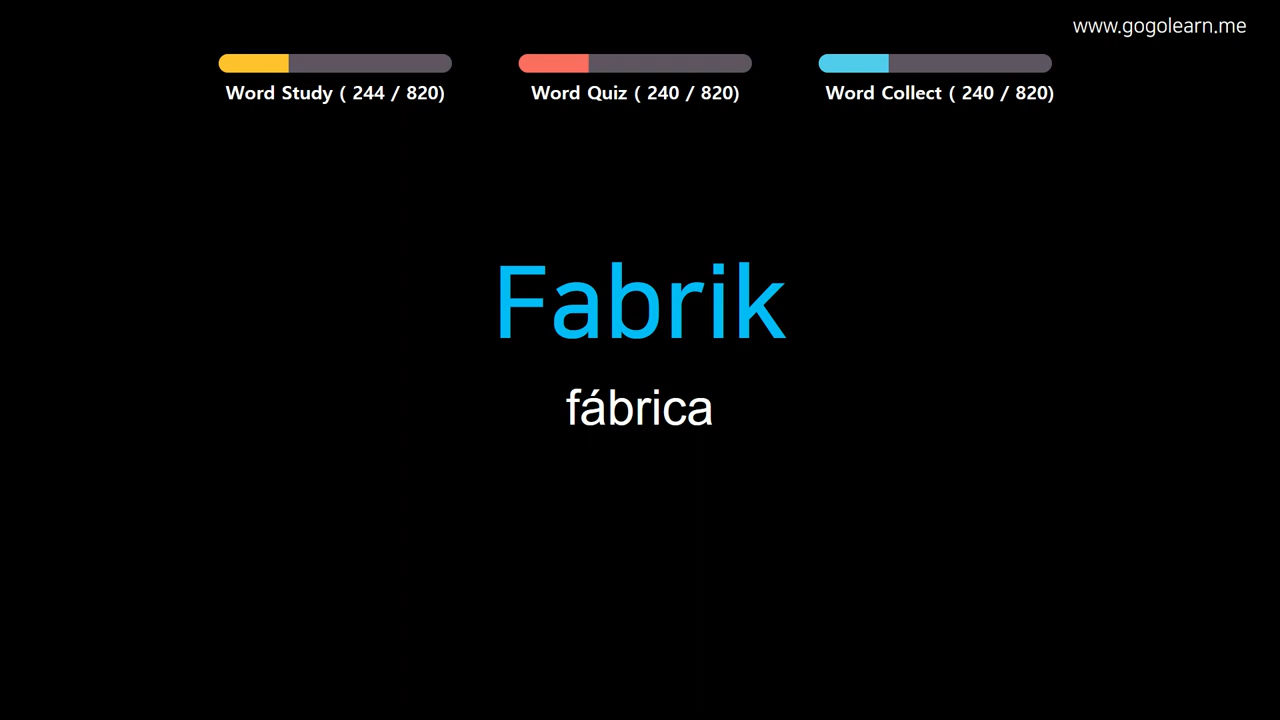 www.gogolearn.me
Word Study ( 244 / 820)
Word Quiz ( 240 / 820)
Word Collect ( 240 / 820)
Fabrik
fábrica